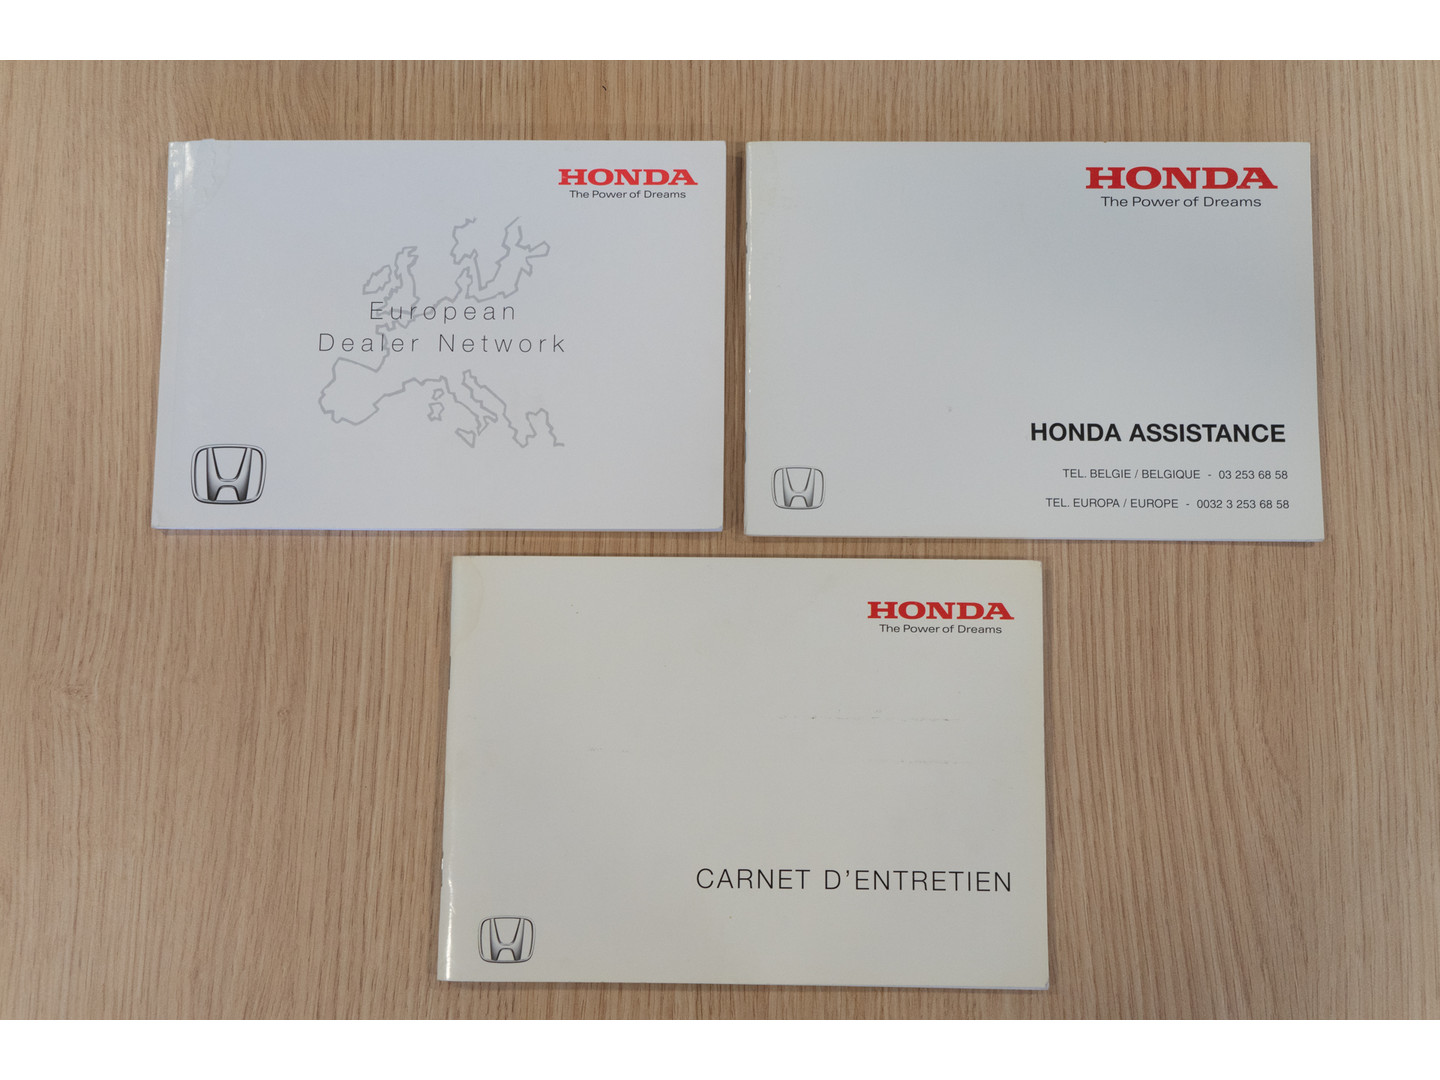 HONDA
The Power of Dreams
European
Dealer Network
HONDA
The Power of Dreams
HONDA ASSISTANCE
TEL. BELGIE / BELGIQUE - 03 253 68 58
TEL. EUROPA / EUROPE - 0032 3 253 68 58
HONDA
The Power of Dreams
CARNET D'ENTRETIEN